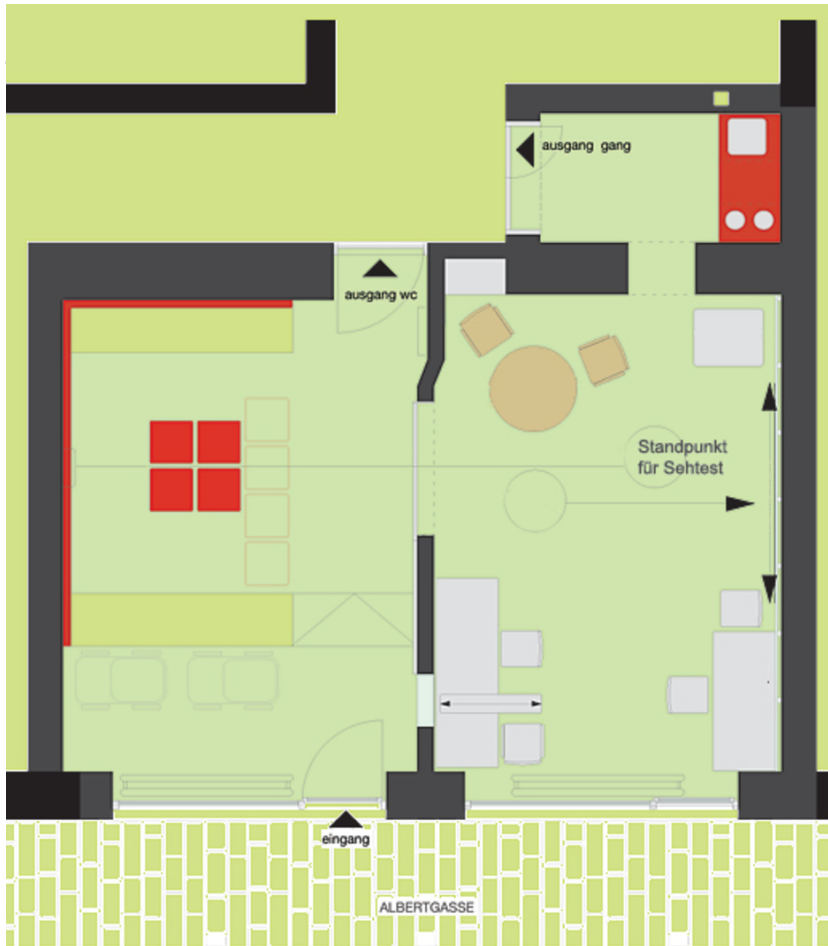 ausgang gang
ausgang wc
Standpunkt
für Sehtest
eingang
ALBERTGASSE